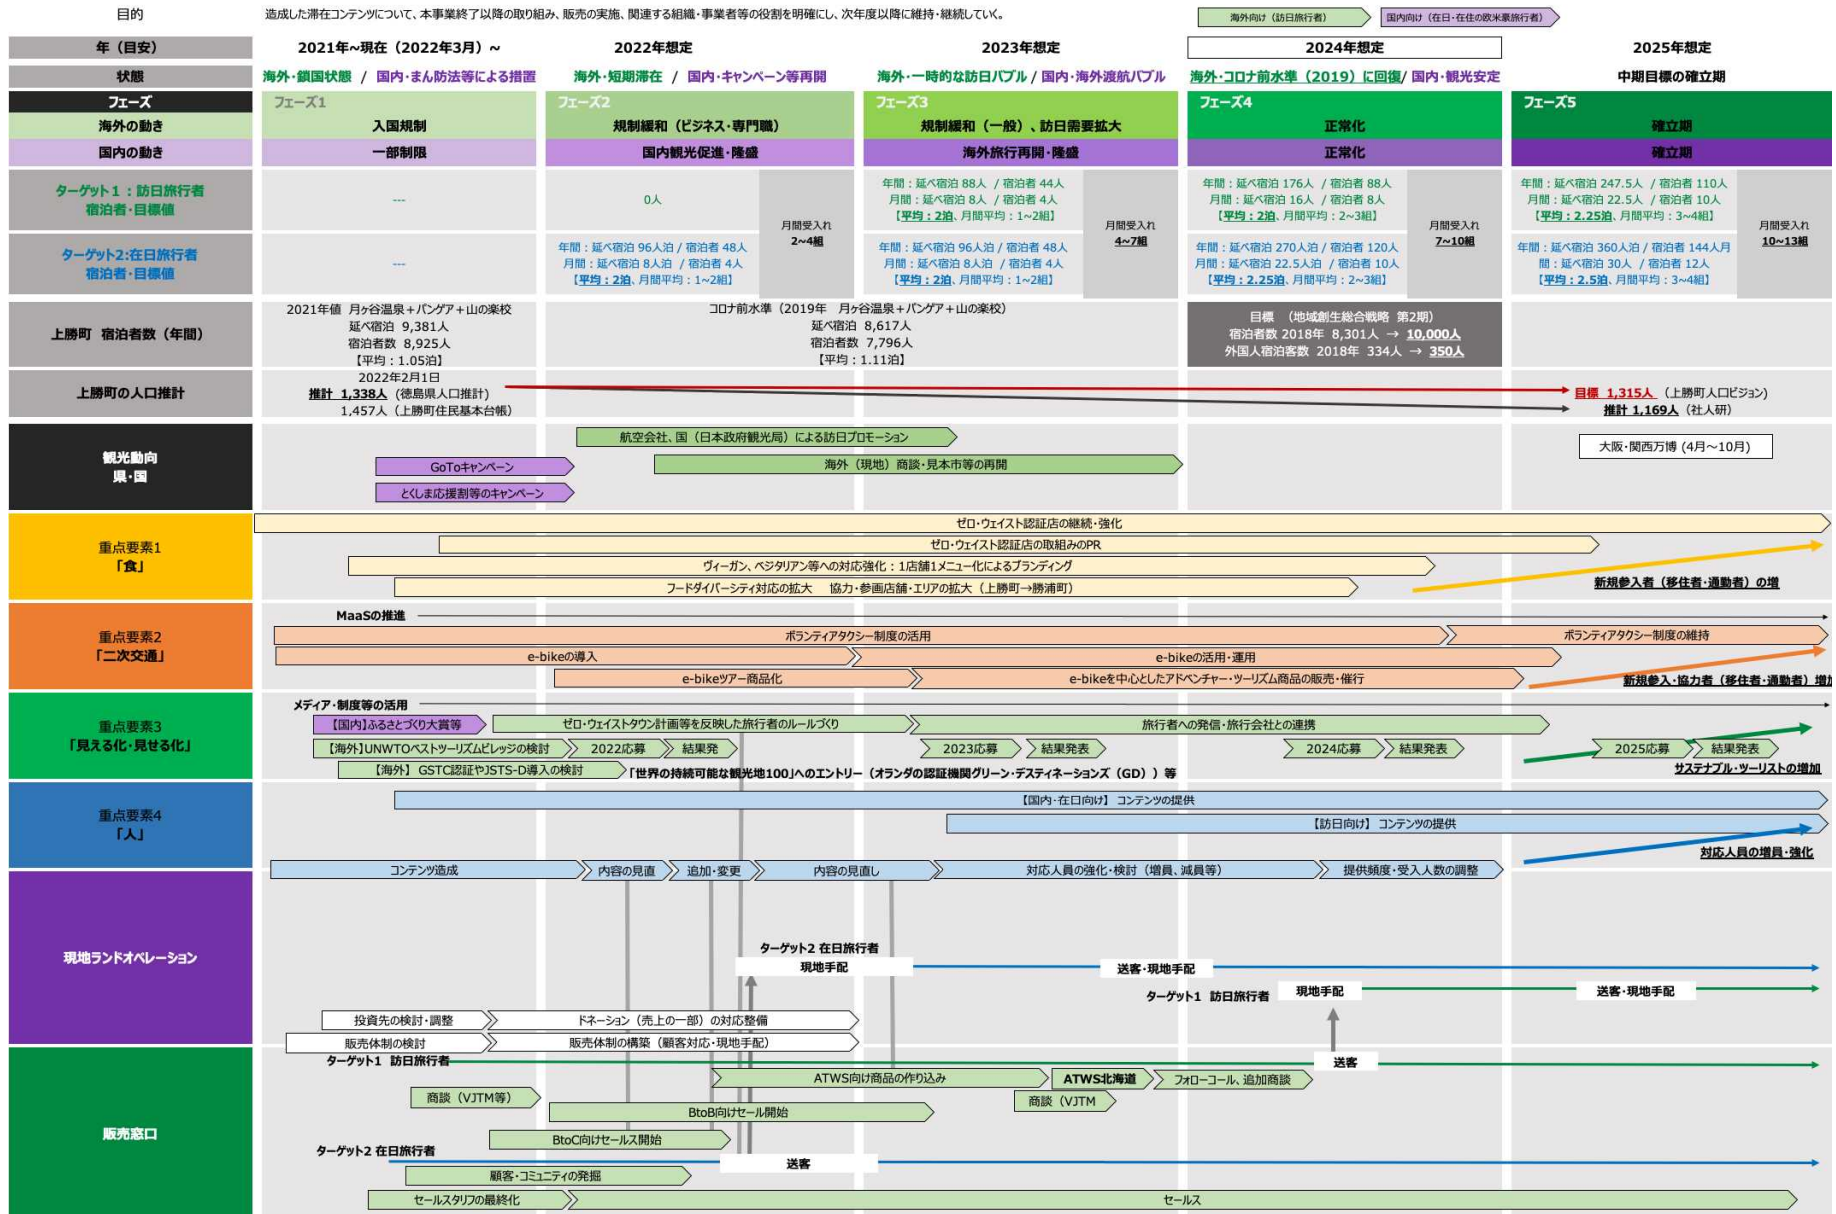 目的
造成した滞在コンテンツについて、本事業終了以降の取り組み、販売の実施、関連する組織・事業者等の役割を明確にし、次年度以降に維持・継続していく。
海外向け（訪日旅行者）
国内向け（在日・在住の欧米豪旅行者）
年（目安）
2021年~現在（2022年3月）~
2022年想定
2023年想定
2024年想定
2025年想定
状態
海外・鎖国状態 / 国内・まん防法等による措置
海外・短期滞在 / 国内・キャンペーン等再開
海外・一時的な訪日バブル / 国内・海外渡航バブル
海外・コロナ前水準（2019）に回復/ 国内・観光安定
中期目標の確立期
フェーズ
フェーズ1
フェーズ2
フェーズ3
フェーズ4
フェーズ5
海外の動き
入国規制
規制緩和（ビジネス・専門職）
規制緩和（一般）、訪日需要拡大
正常化
確立期
国内の動き
一部制限
国内観光促進・隆盛
海外旅行再開・隆盛
正常化
確立期
ターゲット1：訪日旅行者
宿泊者・目標値
---
0人
年間：延べ宿泊 88人 / 宿泊者 44人
月間：延べ宿泊 8人 / 宿泊者 4人
【平均：2泊、月間平均：1~2組】
年間：延べ宿泊 176人 / 宿泊者 88人
月間：延べ宿泊 16人 / 宿泊者 8人
【平均：2泊、月間平均：2~3組】
年間：延べ宿泊 247.5人 / 宿泊者 110人
月間：延べ宿泊 22.5人 / 宿泊者 10人
【平均：2.25泊、月間平均：3~4組】
月間受入れ
2~4組
月間受入れ
4~7組
月間受入れ
7~10組
月間受入れ
10~13組
ターゲット2:在日旅行者
宿泊者・目標値
---
年間：延べ宿泊 96人泊 / 宿泊者 48人
月間：延べ宿泊 8人泊 / 宿泊者 4人
【平均：2泊、月間平均：1~2組】
年間：延べ宿泊 96人泊 / 宿泊者 48人
月間：延べ宿泊 8人泊 / 宿泊者 4人
【平均：2泊、月間平均：1~2組】
年間：延べ宿泊 270人泊 / 宿泊者 120人
月間：延べ宿泊 22.5人泊 / 宿泊者 10人
【平均：2.25泊、月間平均：2~3組】
年間：延べ宿泊 360人泊 / 宿泊者 144人月
間：延べ宿泊 30人 / 宿泊者 12人
【平均：2.5泊、月間平均：3~4組】
上勝町 宿泊者数（年間）
2021年値 月ヶ谷温泉＋パンゲア＋山の楽校
延べ宿泊 9,381人
宿泊者数 8,925人
【平均：1.05泊】
コロナ前水準（2019年 月ヶ谷温泉＋パンゲア＋山の楽校）
延べ宿泊 8,617人
宿泊者数 7,796人
【平均：1.11泊】
目標 （地域創生総合戦略 第2期）
宿泊者数 2018年 8,301人 → 10,000人
外国人宿泊客数 2018年 334人 → 350人
上勝町の人口推計
2022年2月1日
推計 1,338人（徳島県人口推計）
1,457人（上勝町住民基本台帳）
目標 1,315人 （上勝町人口ビジョン）
推計 1,169人（社人研）
観光動向
県・国
航空会社、国（日本政府観光局）による訪日プロモーション
GoToキャンペーン
海外（現地）商談・見本市等の再開
とくしま応援割等のキャンペーン
大阪・関西万博 (4月～10月)
重点要素1
「食」
ゼロ・ウェイスト認証店の継続・強化
ゼロ・ウェイスト認証店の取組みのPR
ヴィーガン、ベジタリアン等への対応強化：1店舗1メニュー化によるブランディング
フードダイバーシティ対応の拡大 協力・参画店舗・エリアの拡大（上勝町→勝浦町）
新規参入者（移住者・通勤者）の増
重点要素2
「二次交通」
MaaSの推進
ボランティアタクシー制度の活用
ボランティアタクシー制度の維持
e-bikeの導入
e-bikeの活用・運用
e-bikeツアー商品化
e-bikeを中心としたアドベンチャー・ツーリズム商品の販売・催行
新規参入・協力者（移住者・通勤者）増加
重点要素3
「見える化・見せる化」
メディア・制度等の活用
【国内】ふるさとづくり大賞等
ゼロ・ウェイストタウン計画等を反映した旅行者のルールづくり
旅行者への発信・旅行会社との連携
【海外】UNWTOベストツーリズムビレッジの検討
2022応募
結果発
2023応募
結果発表
2024応募
結果発表
2025応募
結果発表
【海外】 GSTC認証やJSTS-D導入の検討
「世界の持続可能な観光地100」へのエントリー（オランダの認証機関グリーン・デスティネーションズ（GD））等
サステナブル・ツーリストの増加
重点要素4
「人」
【国内・在日向け】 コンテンツの提供
【訪日向け】 コンテンツの提供
対応人員の増員・強化
コンテンツ造成
内容の見直
追加・変更
内容の見直し
対応人員の強化・検討（増員、減員等）
提供頻度・受入人数の調整
現地ランドオペレーション
ターゲット2 在日旅行者
現地手配
送客・現地手配
ターゲット1 訪日旅行者
現地手配
送客・現地手配
投資先の検討・調整
ドネーション（売上の一部）の対応整備
販売体制の検討
販売体制の構築（顧客対応・現地手配）
販売窓口
ターゲット1 訪日旅行者
送客
ATWS向け商品の作り込み
ATWS北海道
フォローコール、追加商談
商談（VJTM等）
商談（VJTM
BtoB向けセール開始
BtoC向けセールス開始
ターゲット2 在日旅行者
送客
顧客・コミュニティの発掘
セールスタリフの最終化
セールス